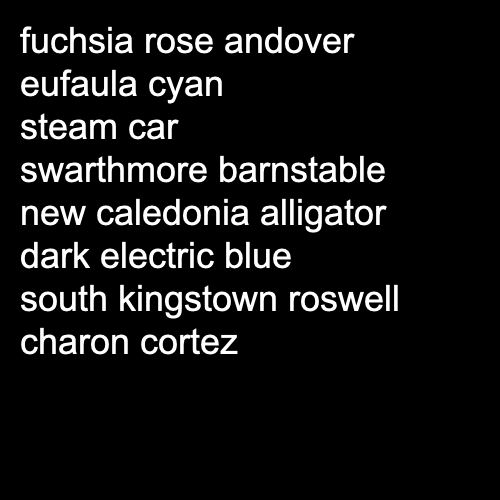 fuchsia rose andover
eufaula cyan
steam car
swarthmore barnstable
new caledonia alligator
dark electric blue
south kingstown roswell
charon cortez